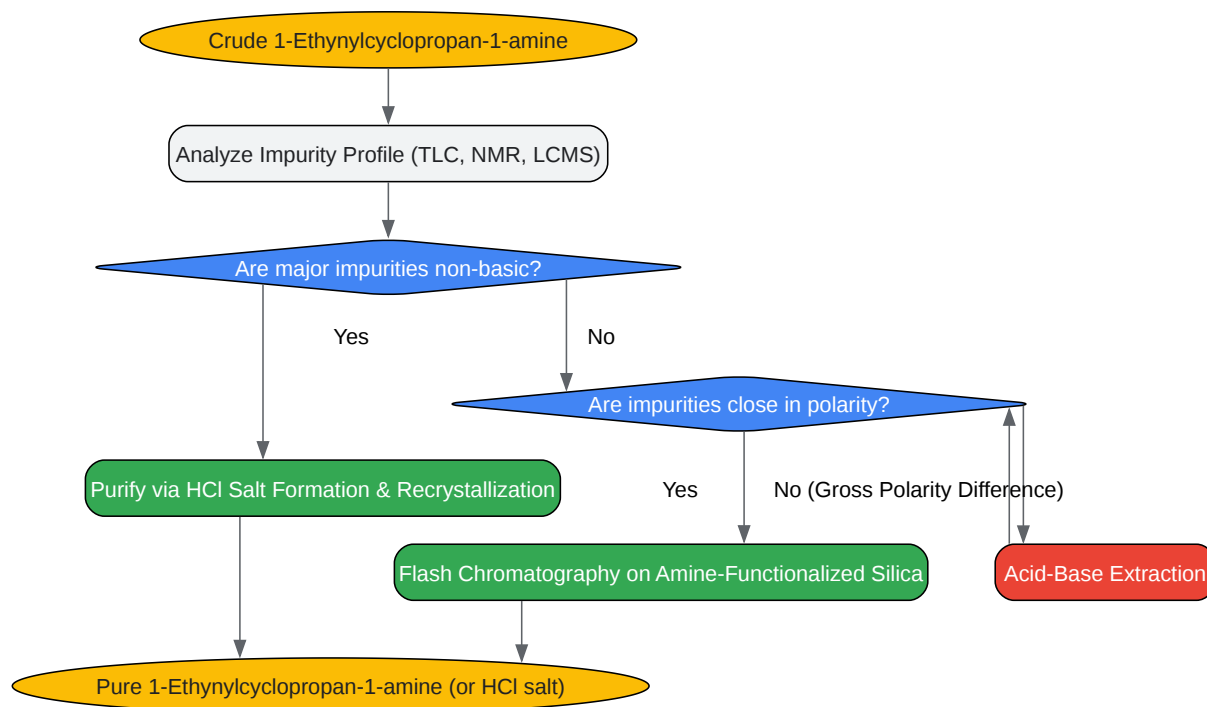 Crude 1-Ethynylcyclopropan-1-amine
Analyze Impurity Profile (TLC, NMR, LCMS)
Are major impurities non-basic?
Yes
No
Are impurities close in polarity?
Purify via HCl Salt Formation & Recrystallization
Yes
No (Gross Polarity Difference)
Flash Chromatography on Amine-Functionalized Silica
Acid-Base Extraction
Pure 1-Ethynylcyclopropan-1-amine (or HCl salt)